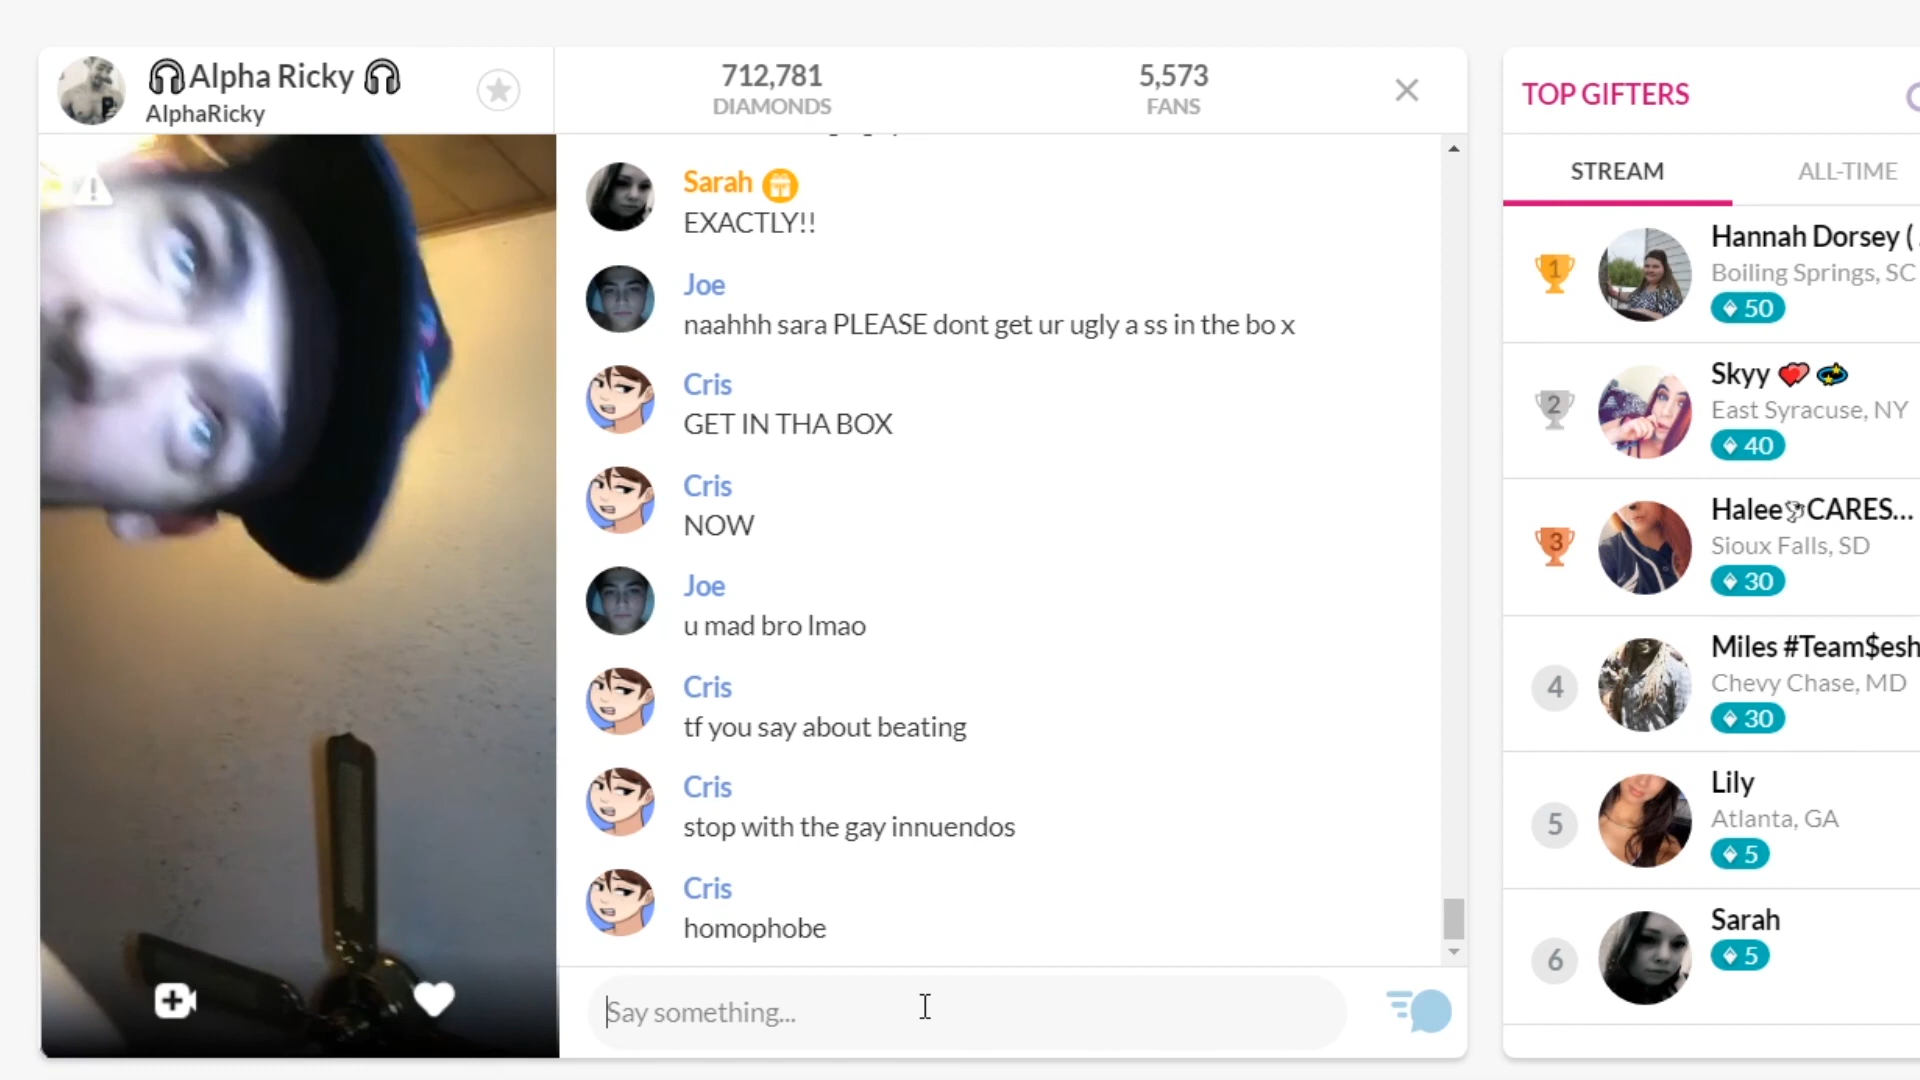 🎧Alpha Ricky 🎧
AlphaRicky
712,781
DIAMONDS
5,573
FANS
Sarah
EXACTLY!!
Joe
naahhh sara PLEASE dont get ur ugly a ss in the bo x
Cris
GET IN THA BOX
Cris
NOW
Joe
u mad bro lmao
Cris
tf you say about beating
Cris
stop with the gay innuendos
Cris
homophobe
Say something...
TOP GIFTERS
STREAM
ALL-TIME
1
Hannah Dorsey (
Boiling Springs, SC
50
2
Skyy 💘 💫
East Syracuse, NY
40
3
Halee🕊CARES...
Sioux Falls, SD
30
4
Miles #Team$esh
Chevy Chase, MD
30
5
Lily
Atlanta, GA
5
6
Sarah
5